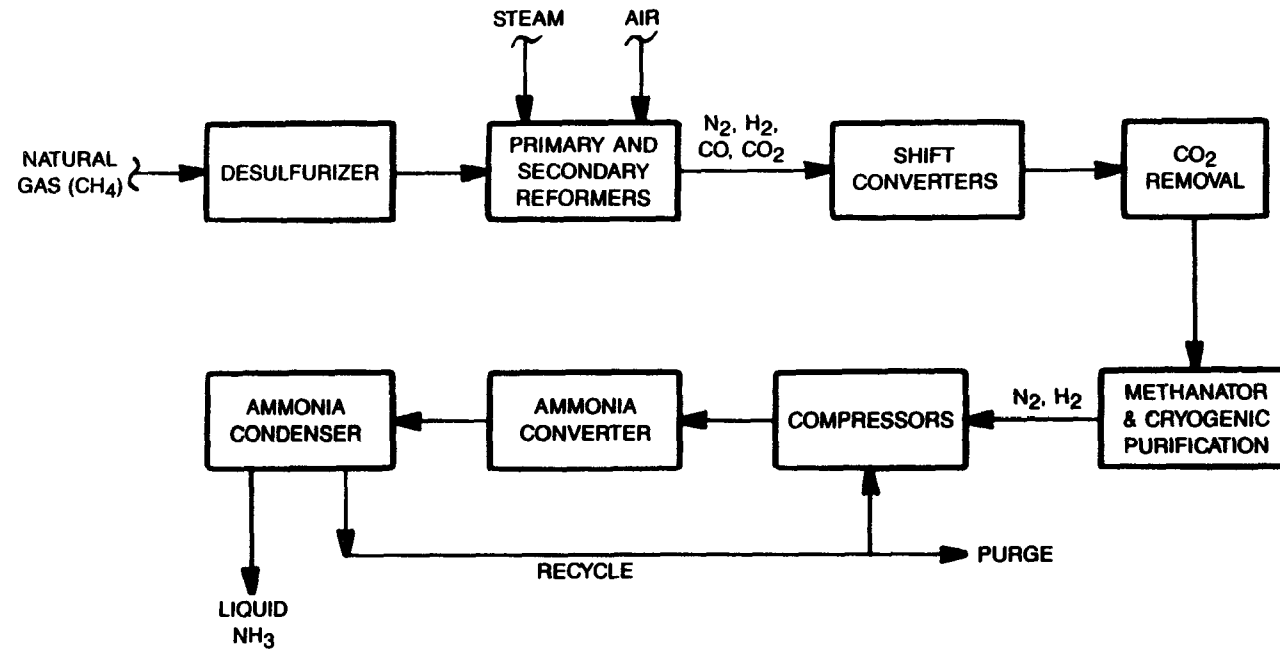 STEAM
AIR
NATURAL
GAS (CH₄)
DESULFURIZER
PRIMARY AND
SECONDARY
REFORMERS
N₂, H₂,
CO, CO₂
SHIFT
CONVERTERS
CO₂
REMOVAL
AMMONIA
CONDENSER
AMMONIA
CONVERTER
COMPRESSORS
N₂, H₂
METHANATOR
& CRYOGENIC
PURIFICATION
RECYCLE
PURGE
LIQUID
NH₃